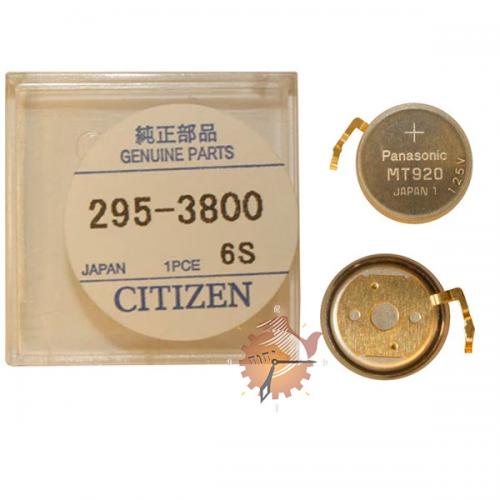 純正部品
GENUINE PARTS
295-3800
JAPAN 1PCE 6S
CITIZEN
+
Panasonic
MT920
JAPAN 1
1.25V